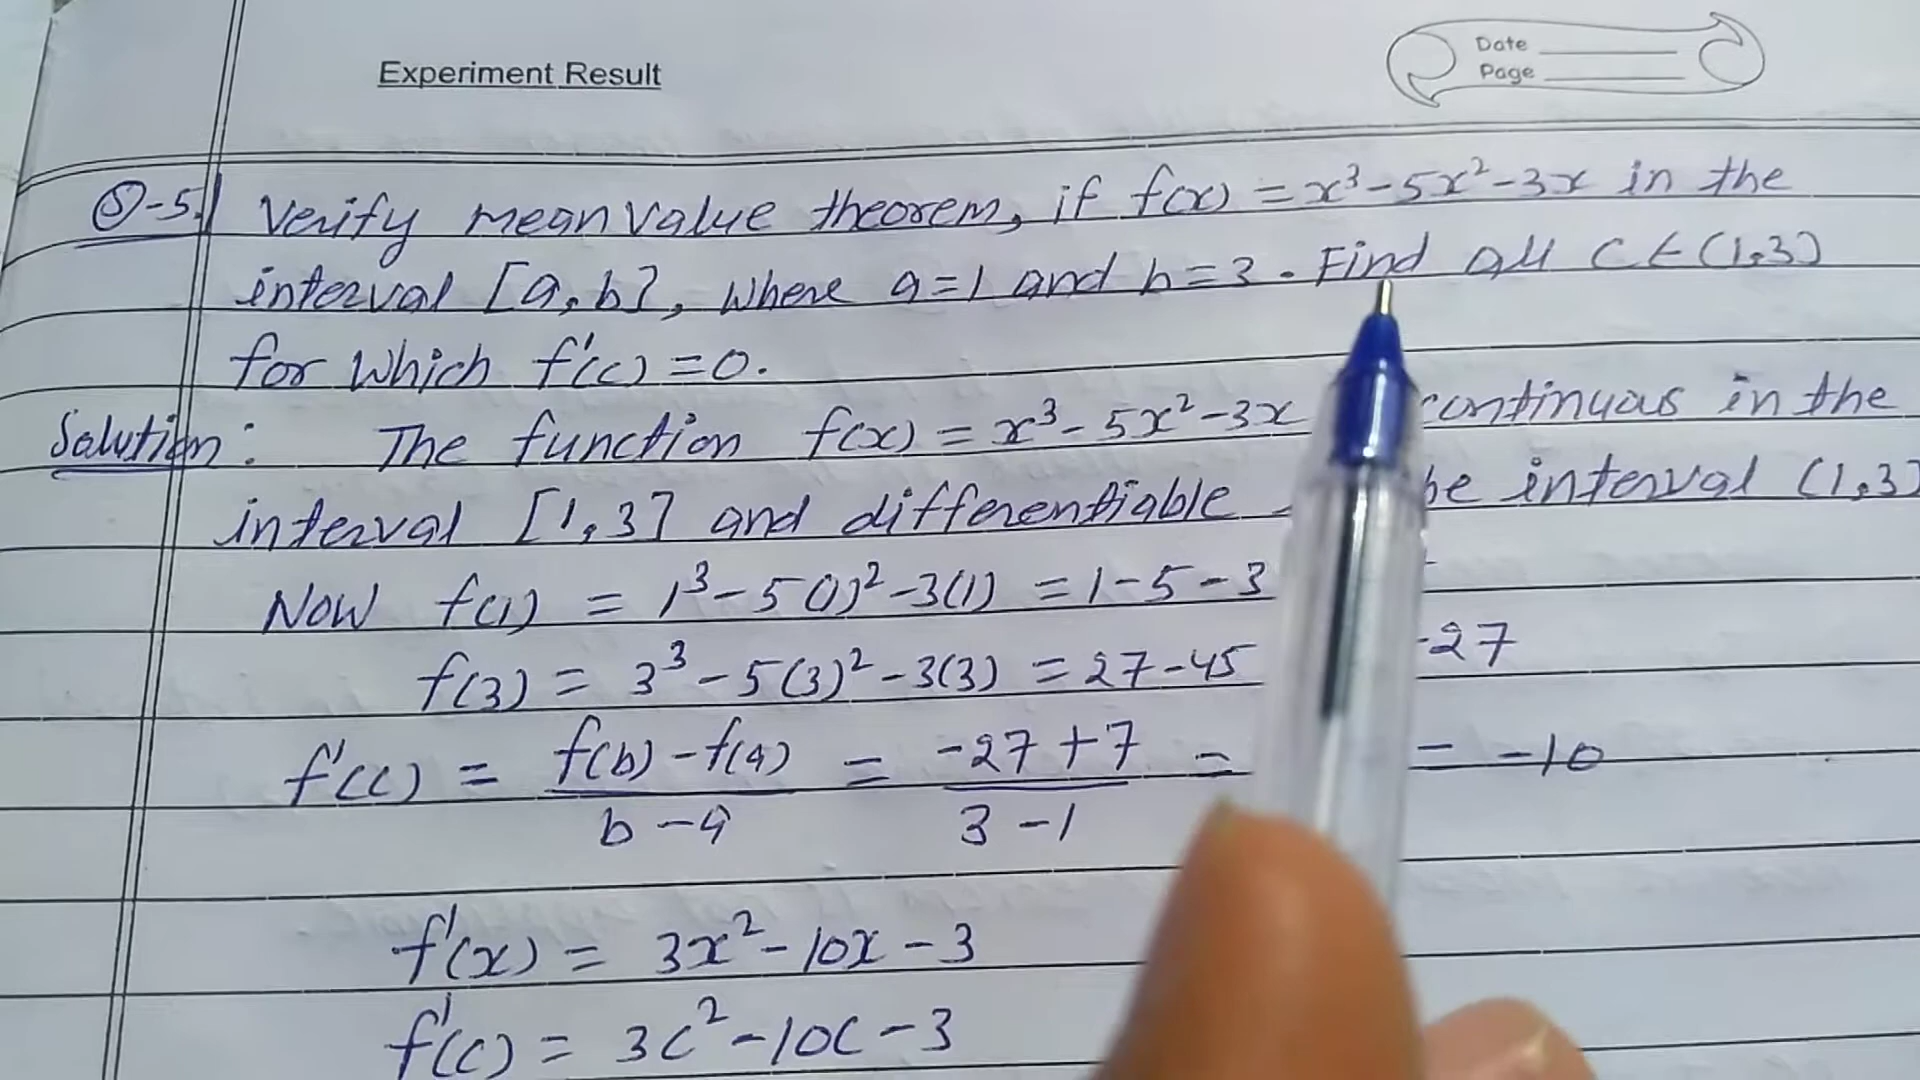 Experiment Result
Date
Page
Q-5. Verify mean value theorem, if f(x) = x³-5x²-3x in the
interval [a,b], where a=1 and b=3. Find all C ∈ (1,3)
for which f'(c) = 0.
Solution: The function f(x) = x³-5x²-3x continuous in the
interval [1,3] and differentiable interval (1,3)
Now f(1) = 1³-5(1)²-3(1) = 1-5-3
f(3) = 3³-5(3)²-3(3) = 27-45 -27
f'(c) = f(b)-f(a) / b-a = -27+7 / 3-1 = = -10
f'(x) = 3x²-10x-3
f'(c) = 3c²-10c-3